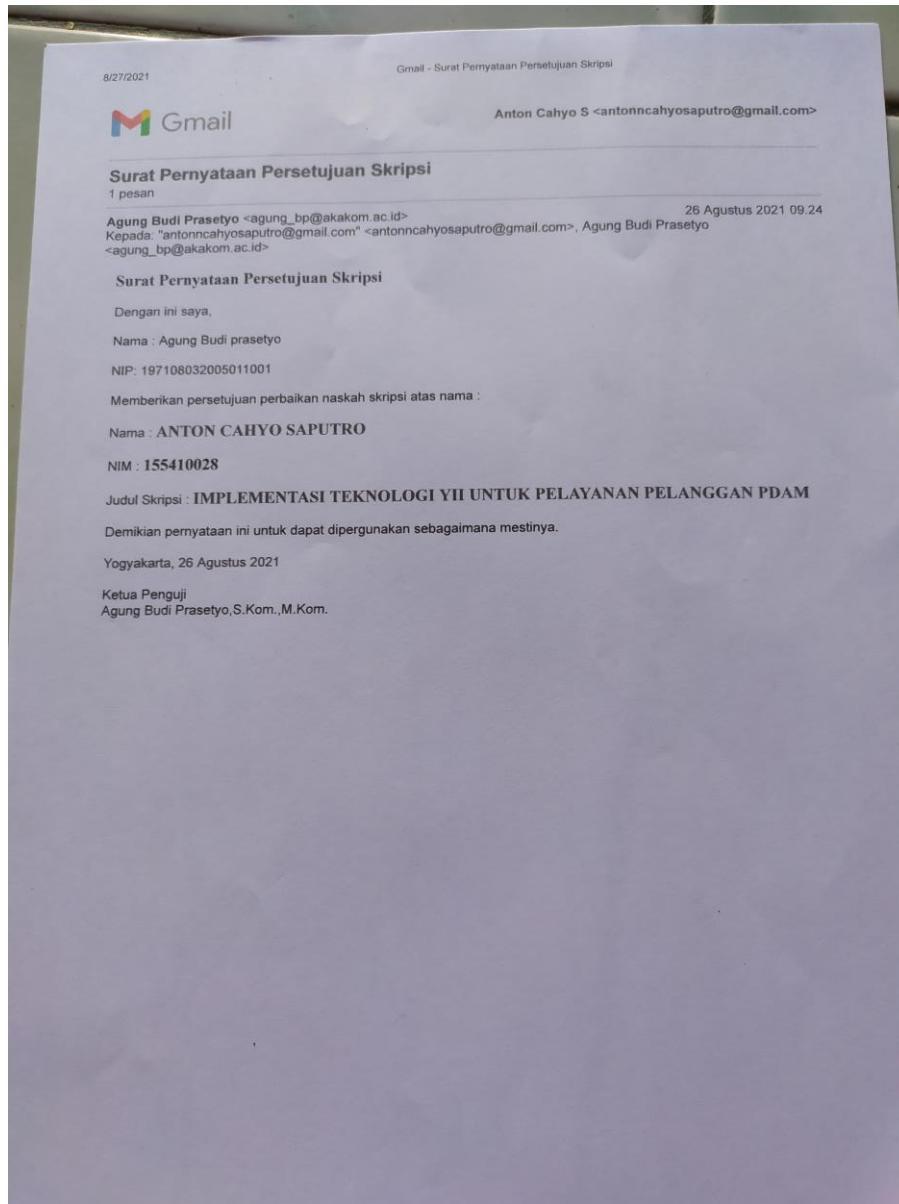 8/27/2021
Gmail - Surat Pernyataan Persetujuan Skripsi
Gmail
Anton Cahyo S <antonncahyosaputro@gmail.com>
Surat Pernyataan Persetujuan Skripsi
1 pesan
Agung Budi Prasetyo <agung_bp@akakom.ac.id>
26 Agustus 2021 09.24
Kepada: "antonncahyosaputro@gmail.com" <antonncahyosaputro@gmail.com>, Agung Budi Prasetyo
<agung_bp@akakom.ac.id>
Surat Pernyataan Persetujuan Skripsi
Dengan ini saya,
Nama : Agung Budi prasetyo
NIP: 197108032005011001
Memberikan persetujuan perbaikan naskah skripsi atas nama :
Nama : ANTON CAHYO SAPUTRO
NIM : 155410028
Judul Skripsi : IMPLEMENTASI TEKNOLOGI YII UNTUK PELAYANAN PELANGGAN PDAM
Demikian pernyataan ini untuk dapat dipergunakan sebagaimana mestinya.
Yogyakarta, 26 Agustus 2021
Ketua Penguji
Agung Budi Prasetyo,S.Kom.,M.Kom.